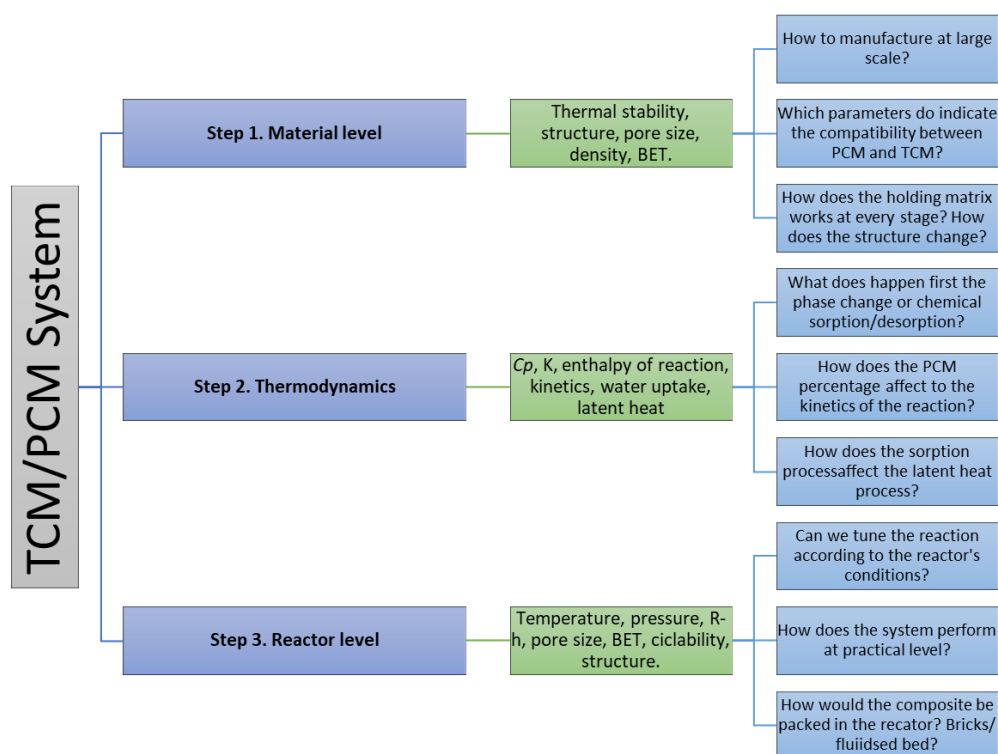 TCM/PCM System
Step 1. Material level
Thermal stability,
structure, pore size,
density, BET.
How to manufacture at large
scale?
Which parameters do indicate
the compatibility between
PCM and TCM?
How does the holding matrix
works at every stage? How
does the structure change?
Step 2. Thermodynamics
Cp, K, enthalpy of reaction,
kinetics, water uptake,
latent heat
What does happen first the
phase change or chemical
sorption/desorption?
How does the PCM
percentage affect to the
kinetics of the reaction?
How does the sorption
processaffect the latent heat
process?
Step 3. Reactor level
Temperature, pressure, R-
h, pore size, BET, ciclability,
structure.
Can we tune the reaction
according to the reactor's
conditions?
How does the system perform
at practical level?
How would the composite be
packed in the recator? Bricks/
fluiidsed bed?